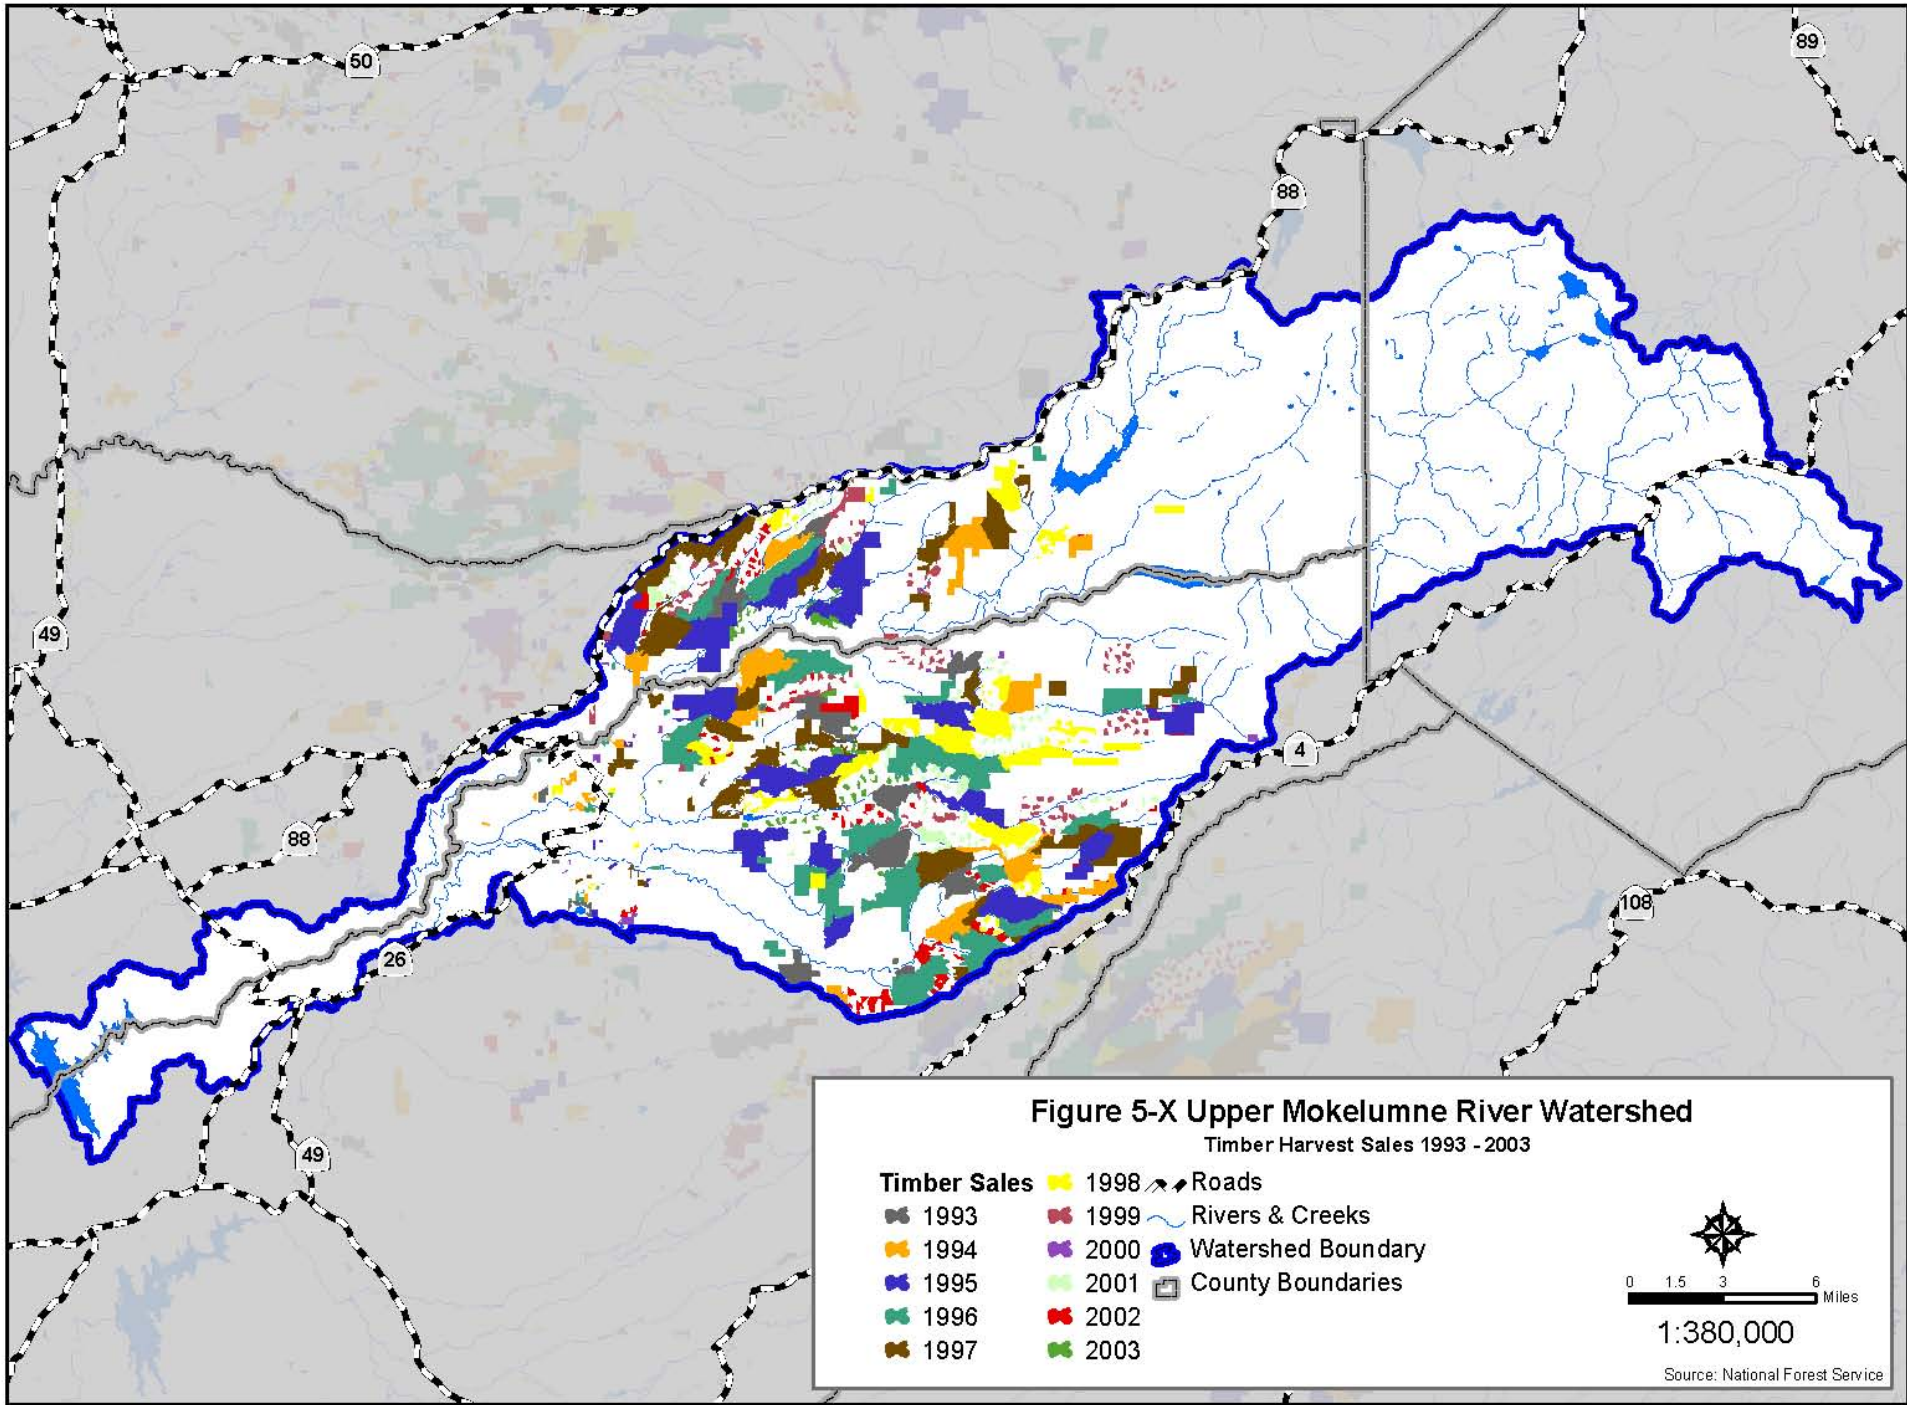 50
89
88
49
4
88
108
26
49
Figure 5-X Upper Mokelumne River Watershed
Timber Harvest Sales 1993 - 2003
Timber Sales
1993
1994
1995
1996
1997
1998
1999
2000
2001
2002
2003
Roads
Rivers & Creeks
Watershed Boundary
County Boundaries
0 1.5 3 6
Miles
1:380,000
Source: National Forest Service